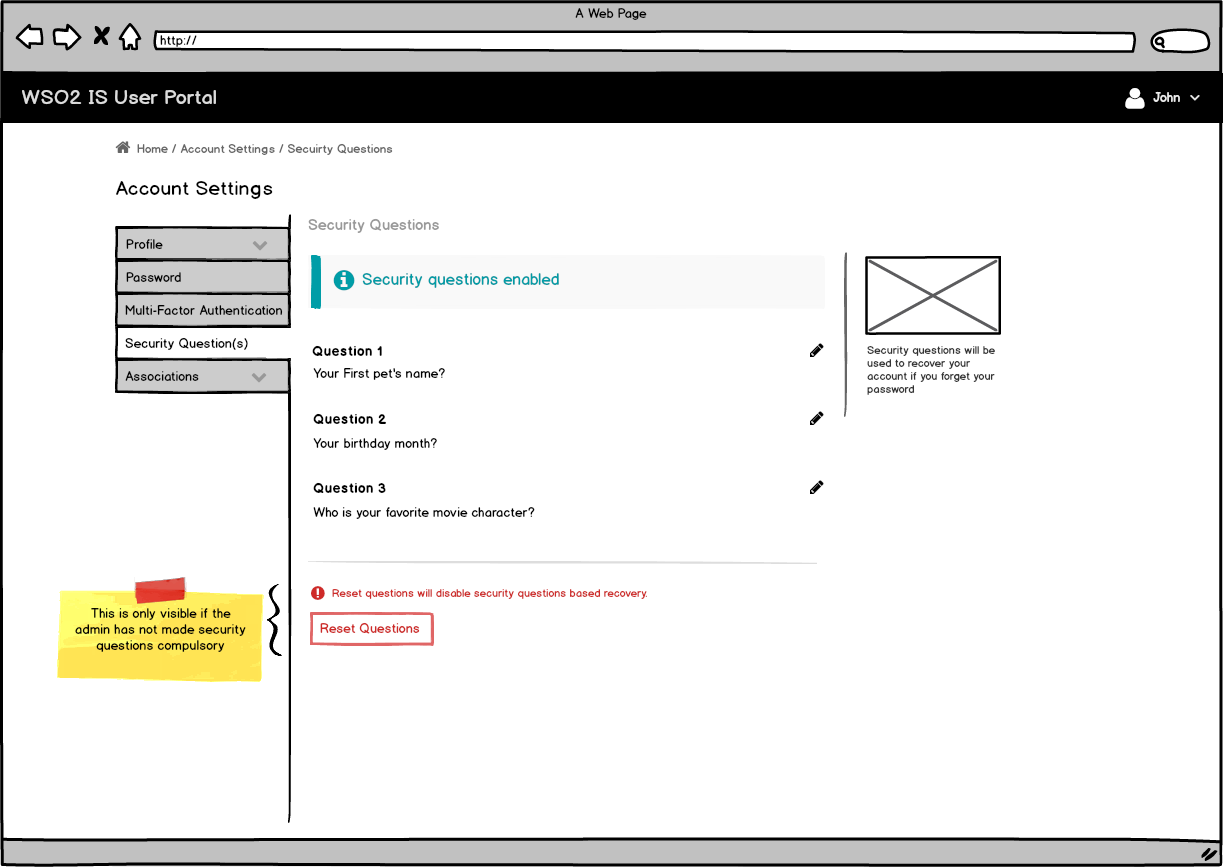 A Web Page
http://
WSO2 IS User Portal
John
Home / Account Settings / Secuirty Questions
Account Settings
Profile
Password
Multi-Factor Authentication
Security Question(s)
Associations
Security Questions
Security questions enabled
Question 1
Your First pet's name?
Question 2
Your birthday month?
Question 3
Who is your favorite movie character?
Security questions will be
used to recover your
account if you forget your
password
This is only visible if the
admin has not made security
questions compulsory
Reset questions will disable security questions based recovery.
Reset Questions